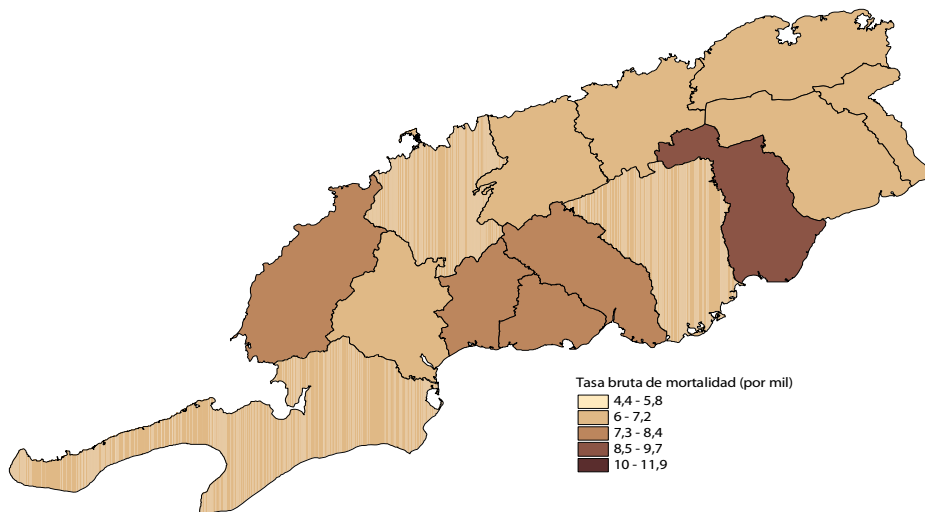 Tasa bruta de mortalidad (por mil)
4,4 - 5,8
6 - 7,2
7,3 - 8,4
8,5 - 9,7
10 - 11,9